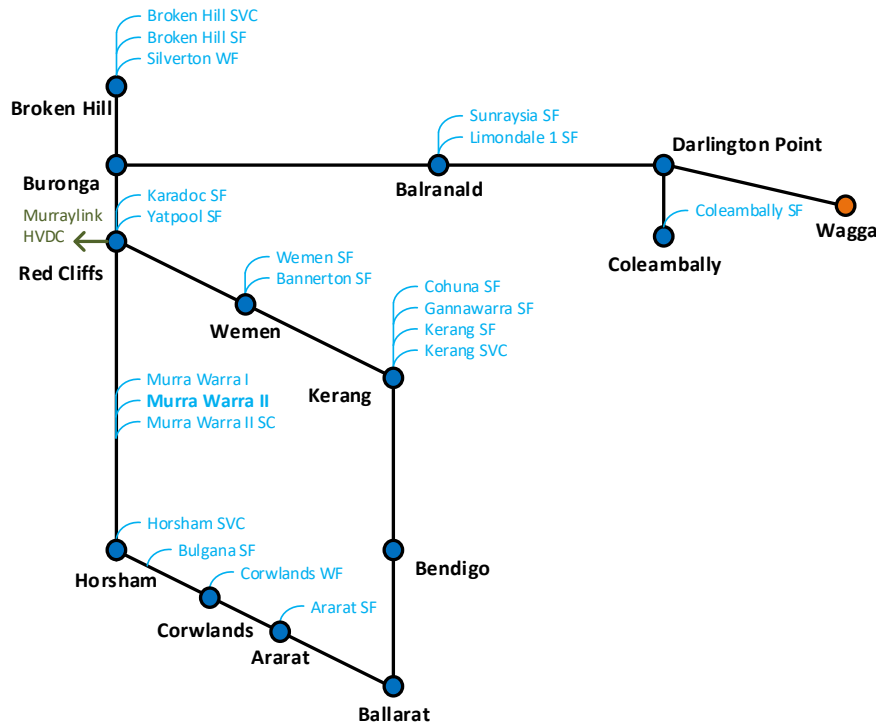 Broken Hill SVC
Broken Hill SF
Silverton WF
Broken Hill
Sunraysia SF
Limondale 1 SF
Darlington Point
Buronga
Balranald
Karadoc SF
Yatpool SF
Coleambally SF
Murraylink
HVDC
Wagga
Red Cliffs
Coleambally
Wemen SF
Bannerton SF
Wemen
Cohuna SF
Gannawarra SF
Kerang SF
Kerang SVC
Kerang
Murra Warra I
Murra Warra II
Murra Warra II SC
Horsham SVC
Bulgana SF
Horsham
Corwlands WF
Bendigo
Corwlands
Ararat SF
Ararat
Ballarat